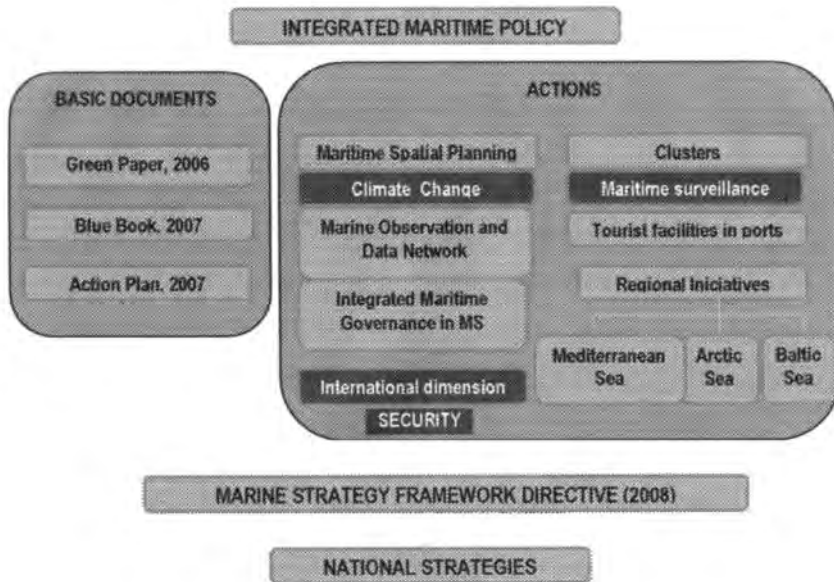 INTEGRATED MARITIME POLICY
BASIC DOCUMENTS
Green Paper, 2006
Blue Book, 2007
Action Plan, 2007
ACTIONS
Maritime Spatial Planning
Climate Change
Marine Observation and
Data Network
Integrated Maritime
Governance in MS
International dimension
SECURITY
Clusters
Maritime surveillance
Tourist facilities in ports
Regional Iniciatives
Mediterranean
Sea
Arctic
Sea
Baltic
Sea
MARINE STRATEGY FRAMEWORK DIRECTIVE (2008)
NATIONAL STRATEGIES